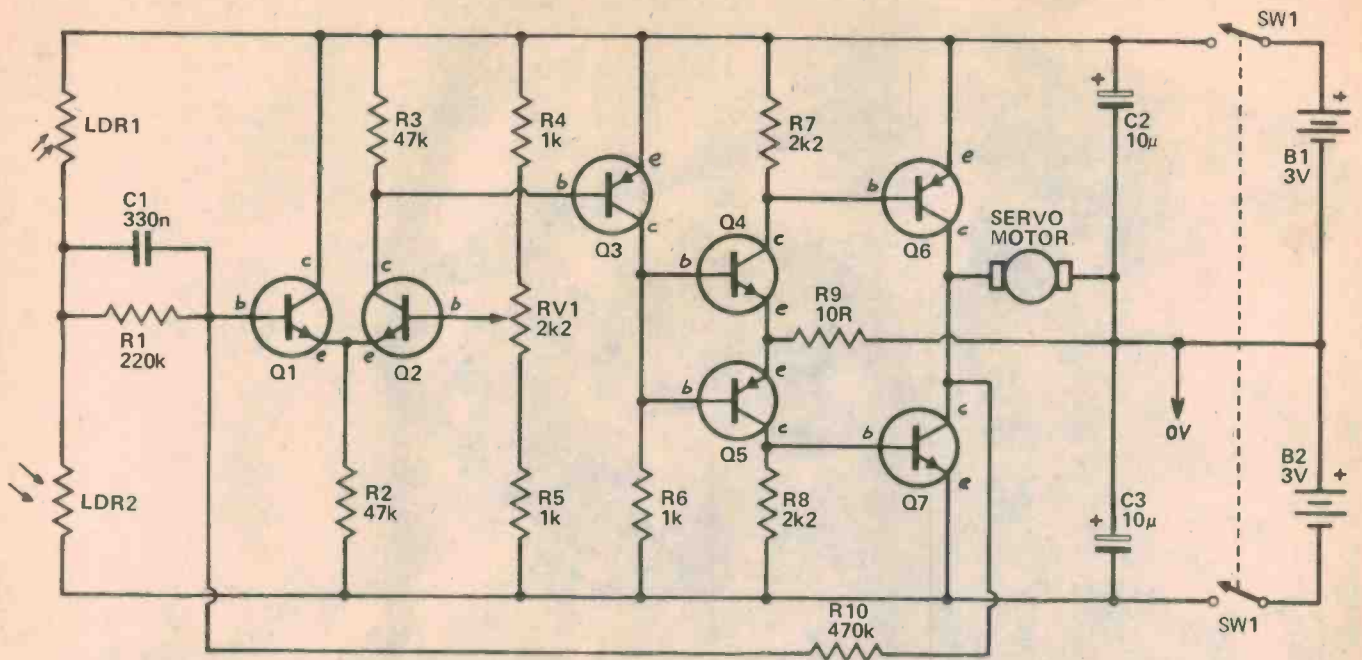 SW1
+
+
LDR1
R3
47k
R4
1k
R7
2k2
C2
10μ
B1
3V
e
e
b
b
C1
330n
Q3
Q4
c
Q6
c
SERVO
MOTOR
c
c
b
c
b
b
RV1
2k2
e
R9
10R
R1
220k
e
e
Q1
Q2
e
b
c
c
0V
b
Q5
B2
3V
+
LDR2
R2
47k
R5
1k
R6
1k
R8
2k2
Q7
e
C3
10μ
+
R10
470k
SW1